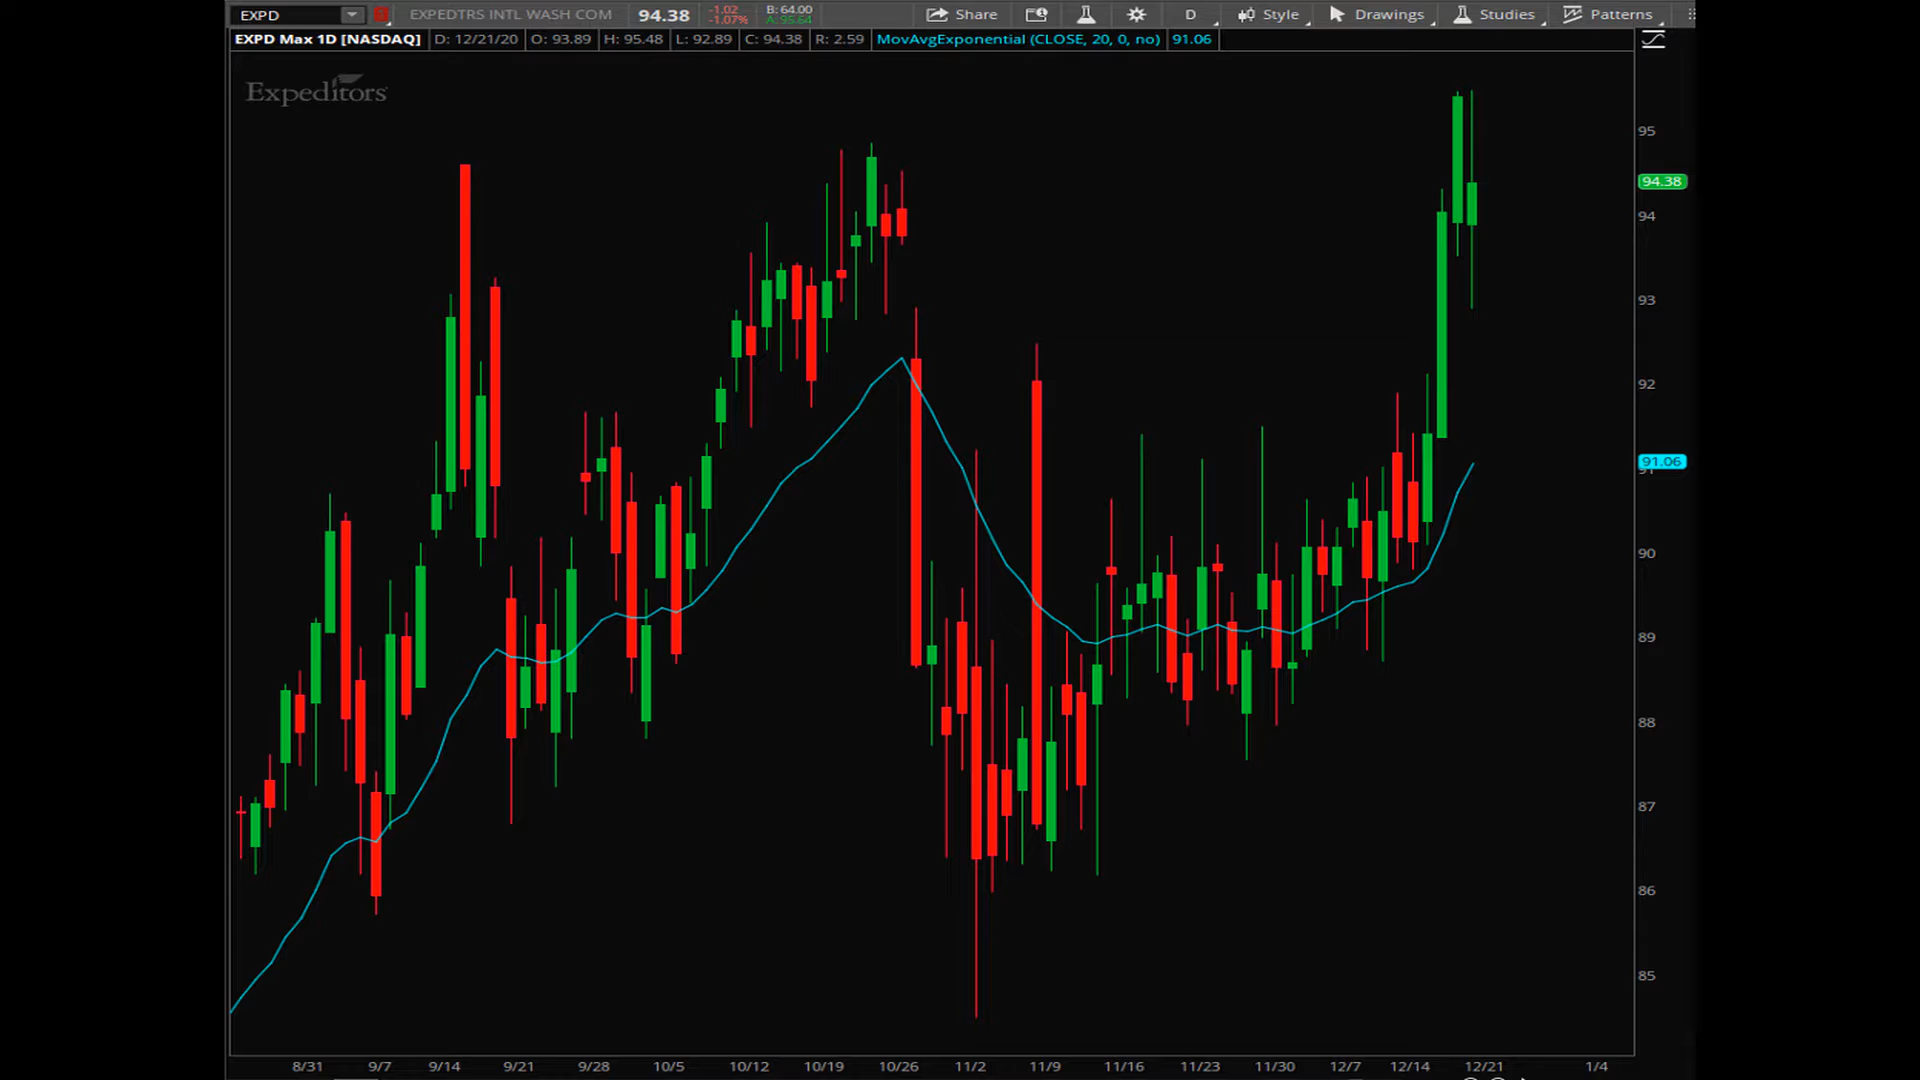 EXPD EXPEDTRS INTL WASH COM 94.38 -1.02 B: 64.00 Share D Style Drawings Studies Patterns
-1.07% A: 95.64
EXPD Max 1D [NASDAQ] D: 12/21/20 O: 93.89 H: 95.48 L: 92.89 C: 94.38 R: 2.59 MovAvgExponential (CLOSE, 20, 0, no) 91.06
Expeditors
95
94.38
94
93
92
91.06
91
90
89
88
87
86
85
8/31 9/7 9/14 9/21 9/28 10/5 10/12 10/19 10/26 11/2 11/9 11/16 11/23 11/30 12/7 12/14 12/21 1/4